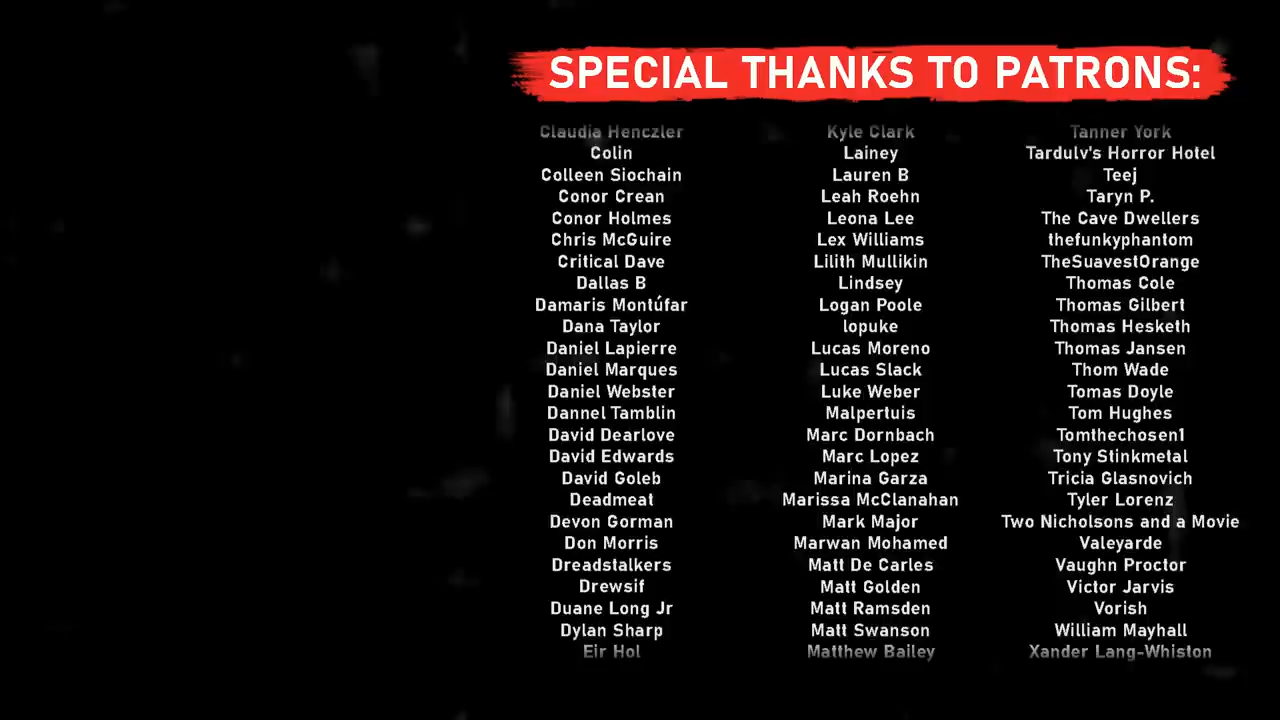 SPECIAL THANKS TO PATRONS:
Claudia Henczler
Colin
Colleen Siochain
Conor Crean
Conor Holmes
Chris McGuire
Critical Dave
Dallas B
Damaris Montúfar
Dana Taylor
Daniel Lapierre
Daniel Marques
Daniel Webster
Dannel Tamblin
David Dearlove
David Edwards
David Goleb
Deadmeat
Devon Gorman
Don Morris
Dreadstalkers
Drewsif
Duane Long Jr
Dylan Sharp
Eir Hol
Kyle Clark
Lainey
Lauren B
Leah Roehn
Leona Lee
Lex Williams
Lilith Mullikin
Lindsey
Logan Poole
lopuke
Lucas Moreno
Lucas Slack
Luke Weber
Malpertuis
Marc Dornbach
Marc Lopez
Marina Garza
Marissa McClanahan
Mark Major
Marwan Mohamed
Matt De Carles
Matt Golden
Matt Ramsden
Matt Swanson
Matthew Bailey
Tanner York
Tardulv's Horror Hotel
Teej
Taryn P.
The Cave Dwellers
thefunkyphantom
TheSuavestOrange
Thomas Cole
Thomas Gilbert
Thomas Hesketh
Thomas Jansen
Thom Wade
Tomas Doyle
Tom Hughes
Tomthechosen1
Tony Stinkmetal
Tricia Glasnovich
Tyler Lorenz
Two Nicholsons and a Movie
Valeyarde
Vaughn Proctor
Victor Jarvis
Vorish
William Mayhall
Xander Lang-Whiston